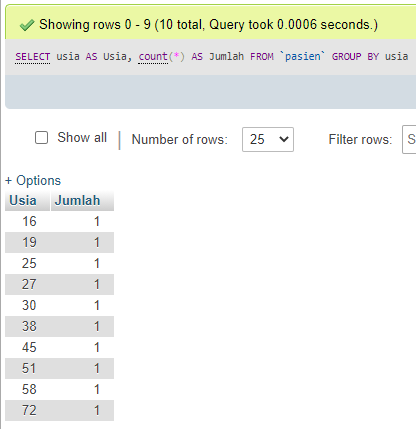 Showing rows 0 - 9 (10 total, Query took 0.0006 seconds.)
SELECT usia AS Usia, count(*) AS Jumlah FROM `pasien` GROUP BY usia
Show all | Number of rows: 25 Filter rows: S
+ Options
Usia Jumlah
16 1
19 1
25 1
27 1
30 1
38 1
45 1
51 1
58 1
72 1